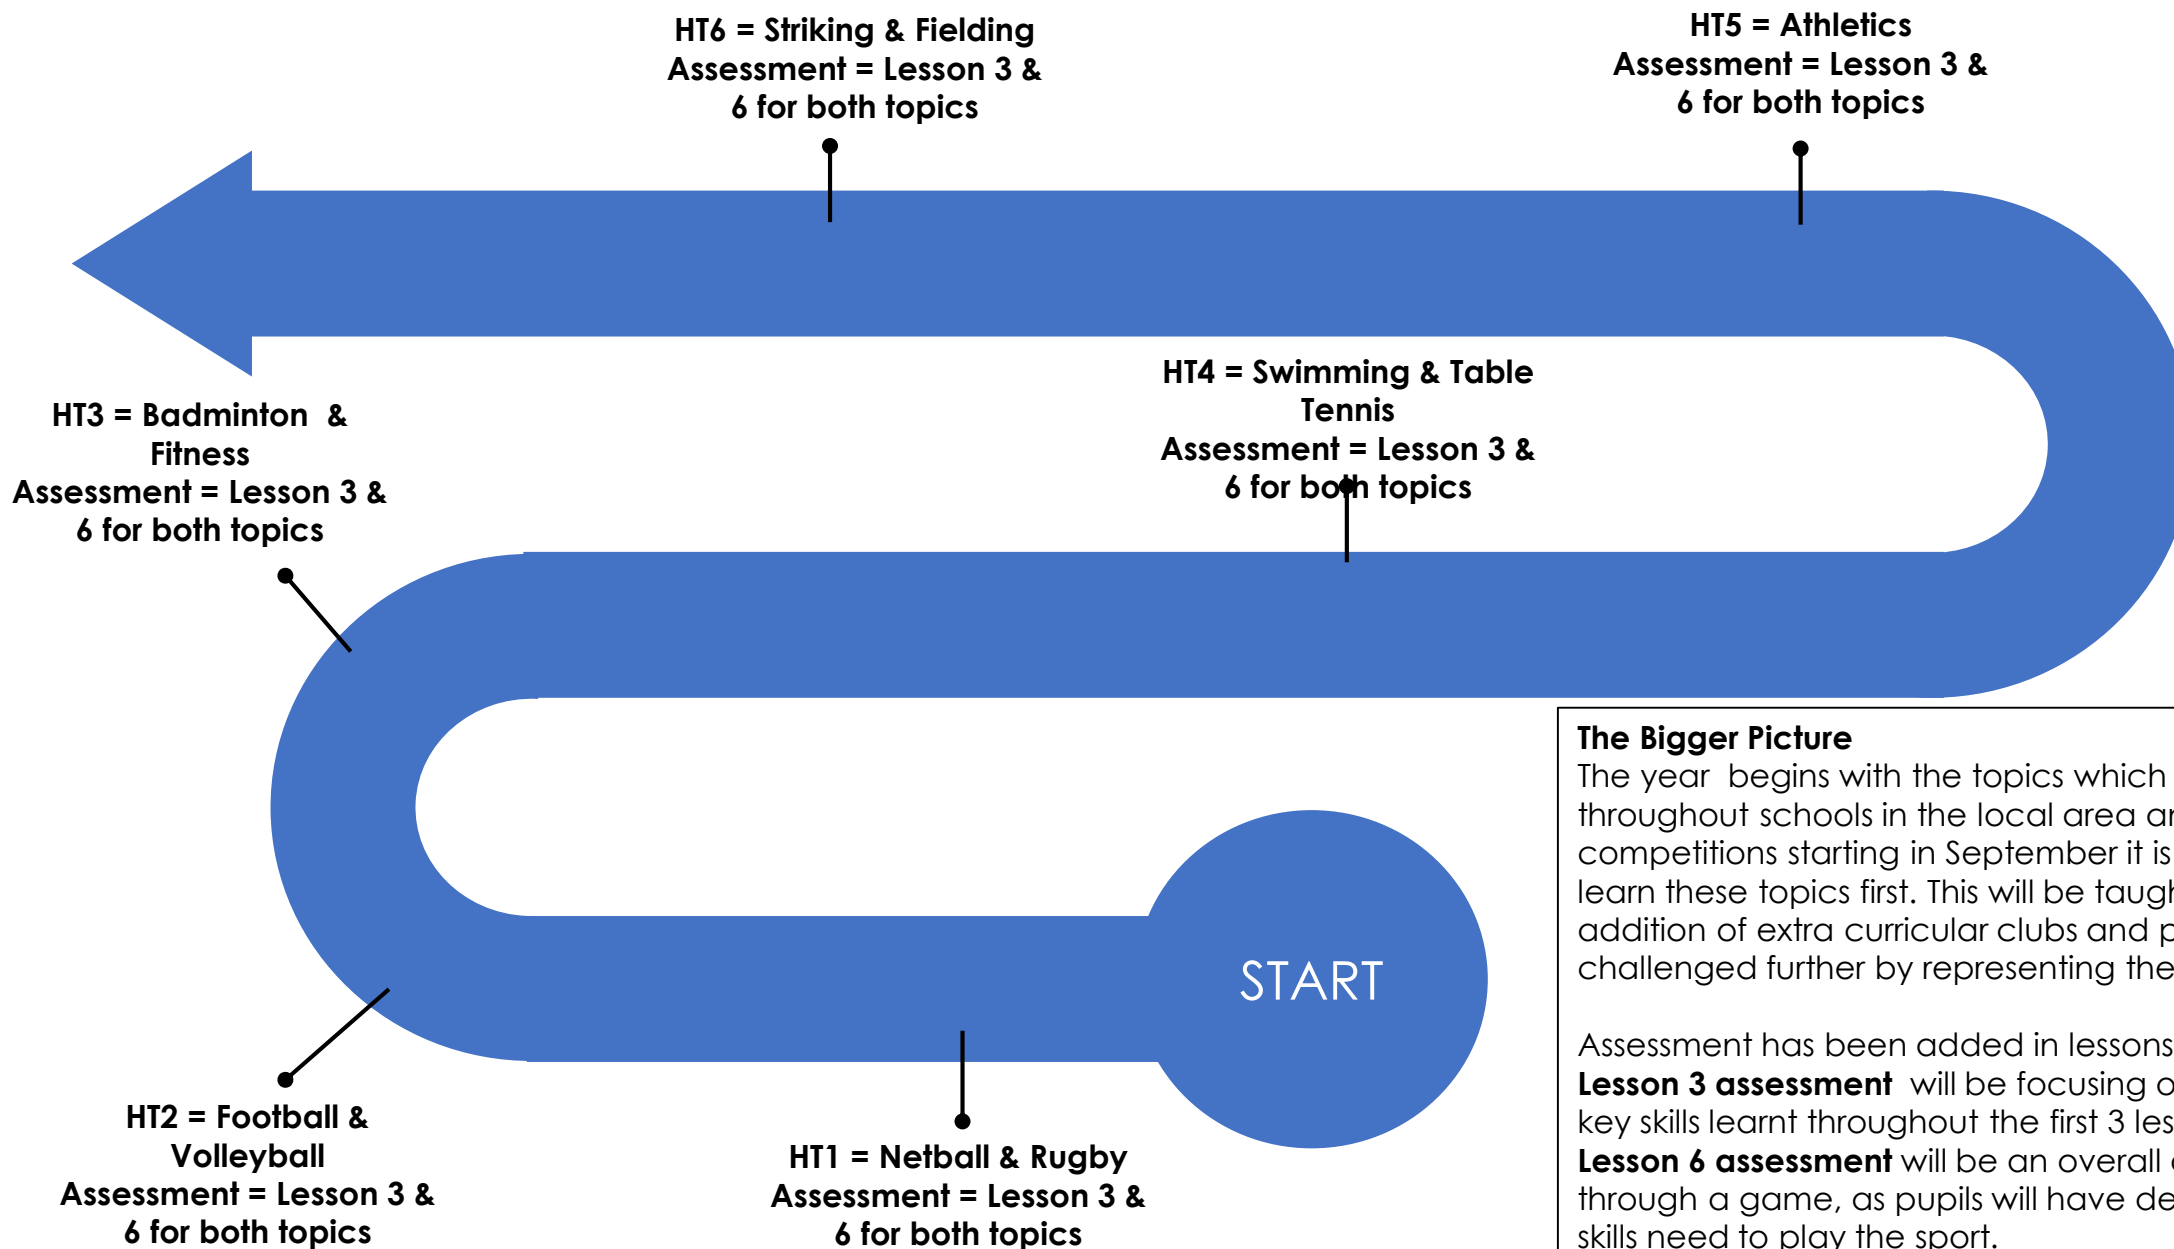 HT6 = Striking & Fielding
Assessment = Lesson 3 &
6 for both topics
HT5 = Athletics
Assessment = Lesson 3 &
6 for both topics
HT4 = Swimming & Table
Tennis
Assessment = Lesson 3 &
6 for both topics
HT3 = Badminton & 
Fitness
Assessment = Lesson 3 &
6 for both topics
START
HT2 = Football &
Volleyball
Assessment = Lesson 3 &
6 for both topics
HT1 = Netball & Rugby
Assessment = Lesson 3 &
6 for both topics
The Bigger Picture
The year begins with the topics which
throughout schools in the local area
competitions starting in September it is
learn these topics first. This will be
addition of extra curricular clubs and
challenged further by representing the
Assessment has been added in lessons
Lesson 3 assessment will be focusing
key skills learnt throughout the first 3
Lesson 6 assessment will be an overall
through a game, as pupils will have
skills need to play the sport.